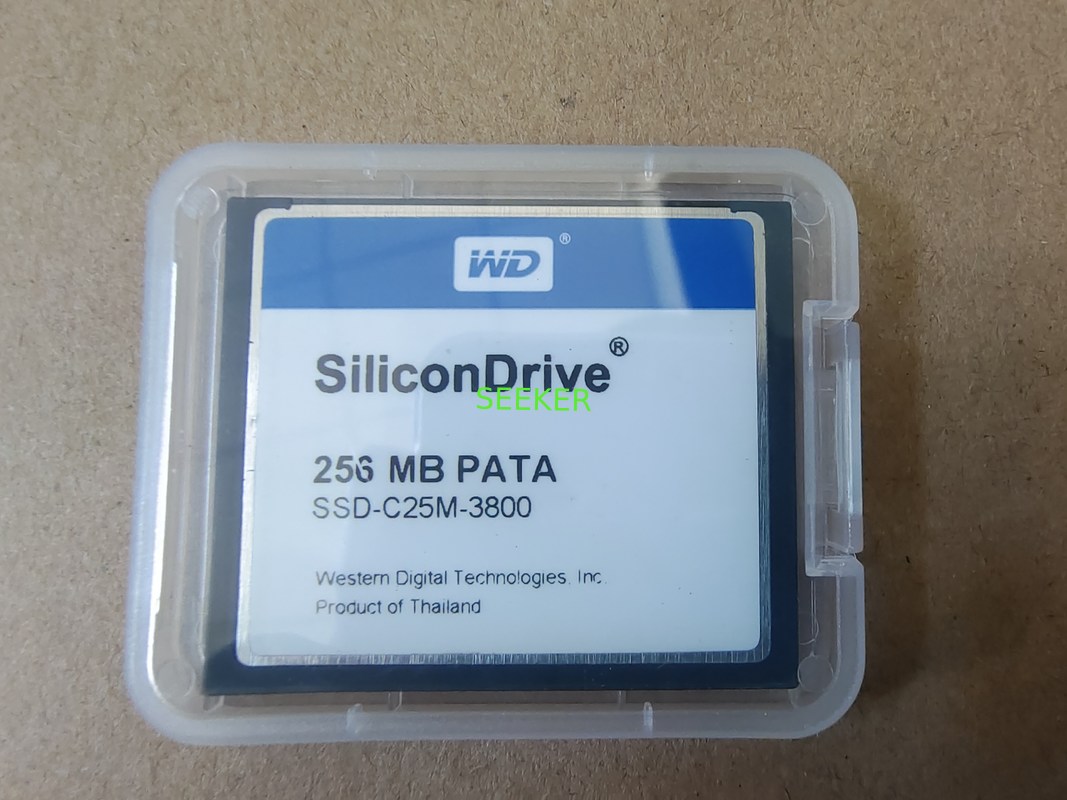 WD®
SiliconDrive®
SEEKER
256 MB PATA
SSD-C25M-3800
Western Digital Technologies, Inc.
Product of Thailand